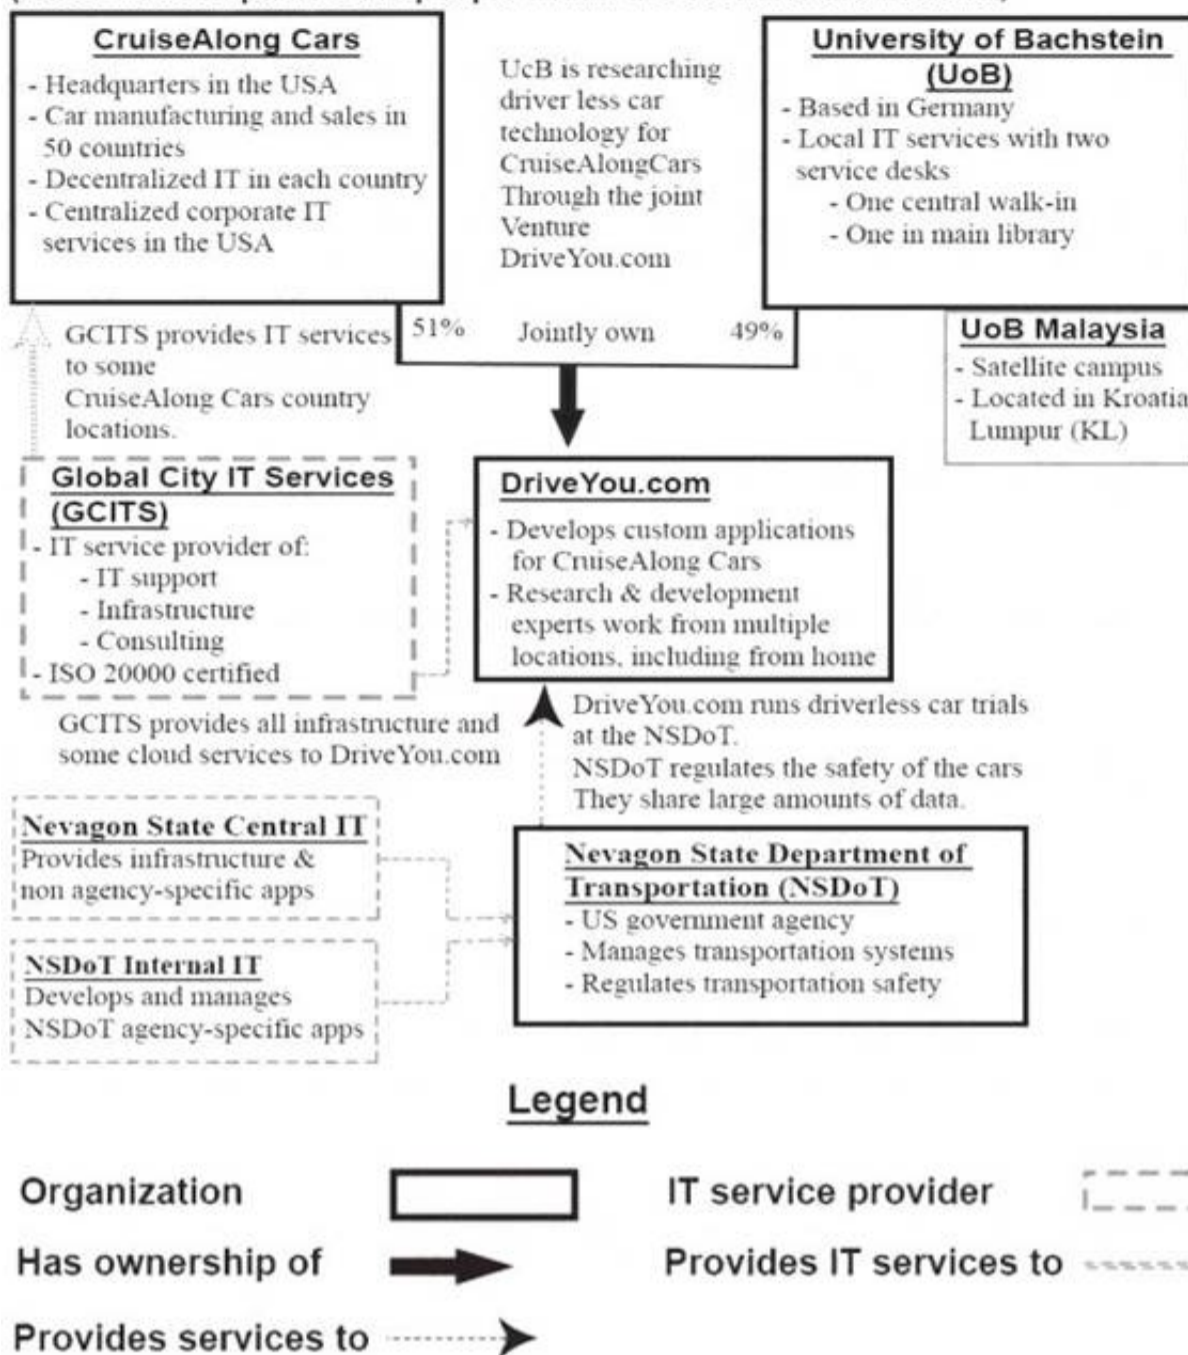 CruiseAlong Cars
- Headquarters in the USA
- Car manufacturing and sales in
50 countries
- Decentralized IT in each country
- Centralized corporate IT
services in the USA
UcB is researching
driver less car
technology for
CruiseAlongCars
Through the joint
Venture
DriveYou.com
University of Bachstein
(UoB)
- Based in Germany
- Local IT services with two
service desks
- One central walk-in
- One in main library
51% Jointly own 49%
UoB Malaysia
- Satellite campus
- Located in Kroatia
Lumpur (KL)
GCITS provides IT services
to some
CruiseAlong Cars country
locations.
Global City IT Services
(GCITS)
- IT service provider of:
- IT support
- Infrastructure
- Consulting
- ISO 20000 certified
DriveYou.com
- Develops custom applications
for CruiseAlong Cars
- Research & development
experts work from multiple
locations, including from home
GCITS provides all infrastructure and
some cloud services to DriveYou.com
DriveYou.com runs driverless car trials
at the NSDoT.
NSDoT regulates the safety of the cars
They share large amounts of data.
Nevagon State Central IT
Provides infrastructure &
non agency-specific apps
NSDoT Internal IT
Develops and manages
NSDoT agency-specific apps
Nevagon State Department of
Transportation (NSDoT)
- US government agency
- Manages transportation systems
- Regulates transportation safety
Legend
Organization
IT service provider
Has ownership of
Provides IT services to
Provides services to